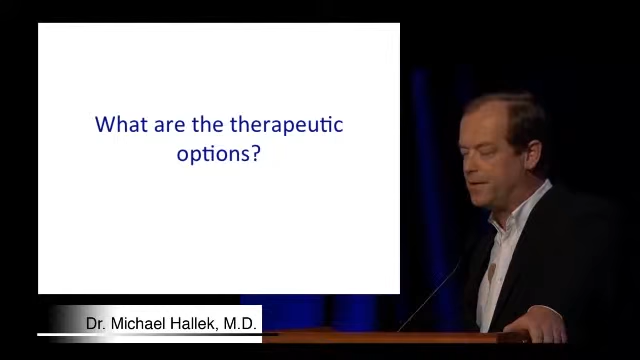 What are the therapeutic
options?
Dr. Michael Hallek, M.D.